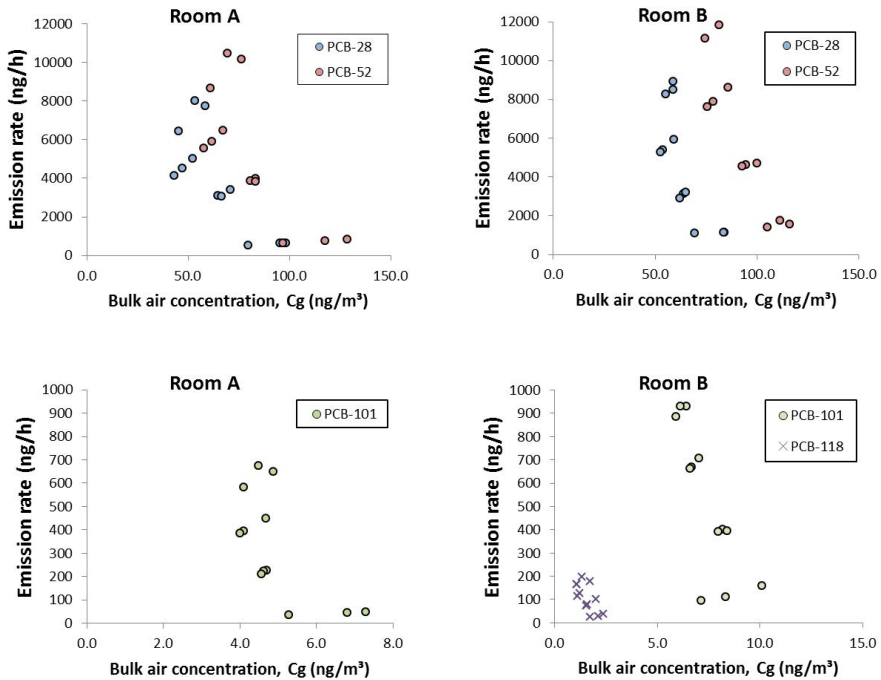 Room A
12000
10000
8000
6000
4000
2000
0
0.0 50.0 100.0 150.0
Emission rate (ng/h)
Bulk air concentration, Cg (ng/m³)
PCB-28
PCB-52
Room B
12000
10000
8000
6000
4000
2000
0
0.0 50.0 100.0 150.0
Emission rate (ng/h)
Bulk air concentration, Cg (ng/m³)
PCB-28
PCB-52
Room A
1000
900
800
700
600
500
400
300
200
100
0
0.0 2.0 4.0 6.0 8.0
Emission rate (ng/h)
Bulk air concentration, Cg (ng/m³)
PCB-101
Room B
1000
900
800
700
600
500
400
300
200
100
0
0.0 5.0 10.0 15.0
Emission rate (ng/h)
Bulk air concentration, Cg (ng/m³)
PCB-101
PCB-118